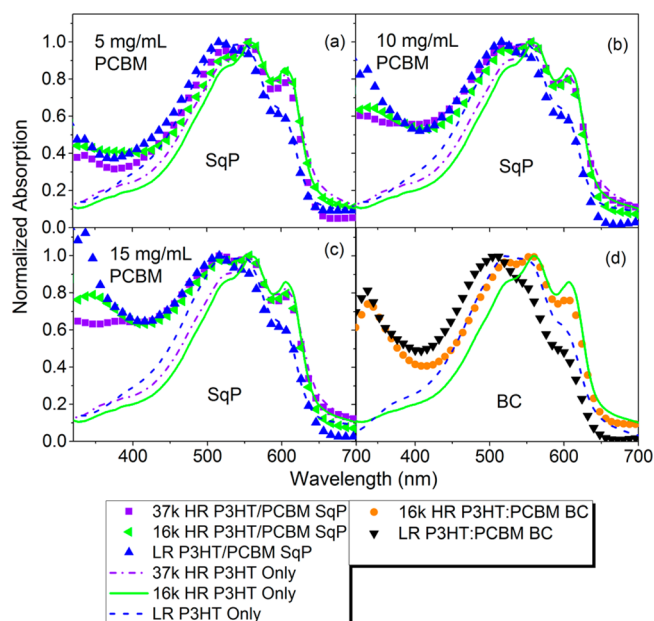 Normalized Absorption
1.0
0.8
0.6
0.4
0.2
0.0
5 mg/mL
PCBM
(a)
SqP
10 mg/mL
PCBM
(b)
SqP
1.0
0.8
0.6
0.4
0.2
0.0
15 mg/mL
PCBM
(c)
SqP
(d)
BC
400 500 600 700 400 500 600 700
Wavelength (nm)
37k HR P3HT/PCBM SqP
16k HR P3HT/PCBM SqP
LR P3HT/PCBM SqP
37k HR P3HT Only
16k HR P3HT Only
LR P3HT Only
16k HR P3HT:PCBM BC
LR P3HT:PCBM BC